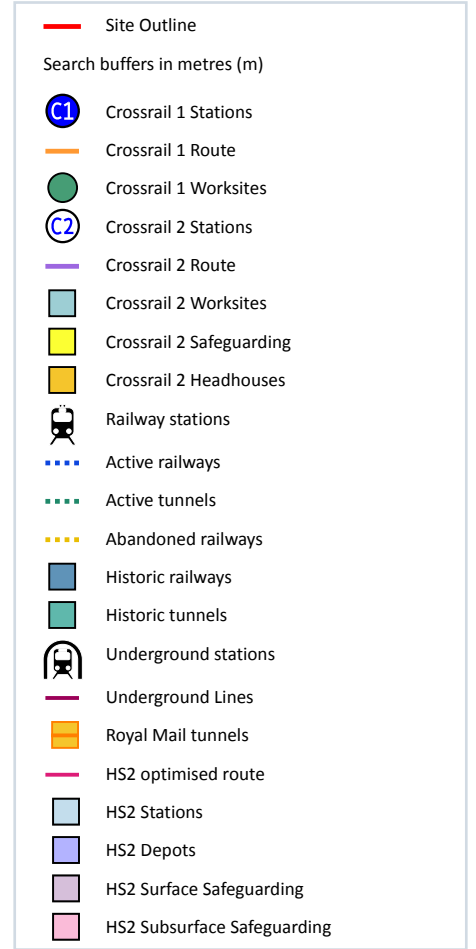 Site Outline
Search buffers in metres (m)
C1 Crossrail 1 Stations
Crossrail 1 Route
Crossrail 1 Worksites
C2 Crossrail 2 Stations
Crossrail 2 Route
Crossrail 2 Worksites
Crossrail 2 Safeguarding
Crossrail 2 Headhouses
Railway stations
Active railways
Active tunnels
Abandoned railways
Historic railways
Historic tunnels
Underground stations
Underground Lines
Royal Mail tunnels
HS2 optimised route
HS2 Stations
HS2 Depots
HS2 Surface Safeguarding
HS2 Subsurface Safeguarding